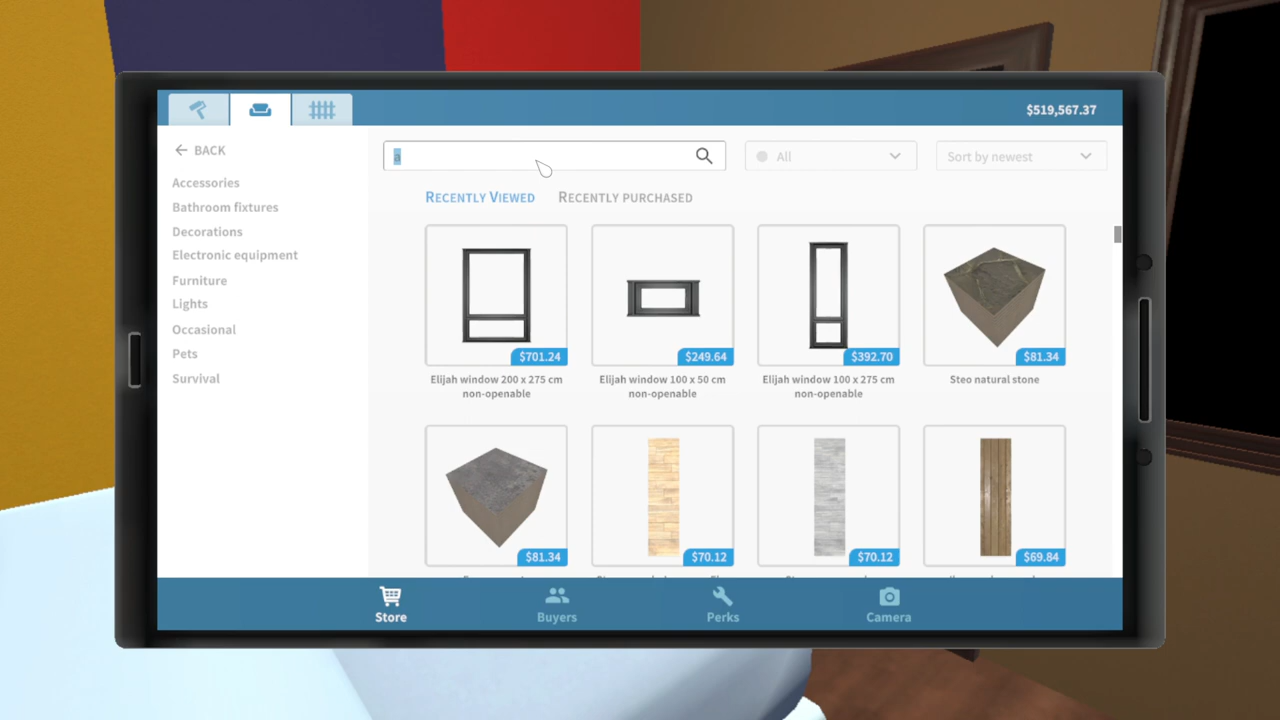 $519,567.37
BACK
a
All
Sort by newest
Accessories
Bathroom fixtures
Decorations
Electronic equipment
Furniture
Lights
Occasional
Pets
Survival
RECENTLY VIEWED
RECENTLY PURCHASED
$701.24
$249.64
$392.70
$81.34
Elijah window 200 x 275 cm
non-openable
Elijah window 100 x 50 cm
non-openable
Elijah window 100 x 275 cm
non-openable
Steo natural stone
$81.34
$70.12
$70.12
$69.84
Store
Buyers
Perks
Camera